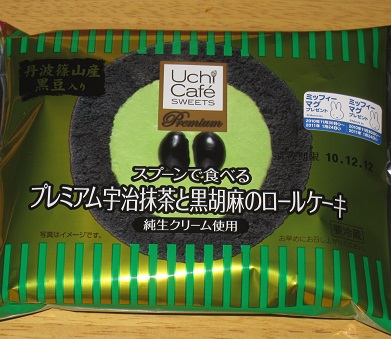 丹波篠山産
黒豆入り
Uchi
Café
SWEETS
Premium
ミッフィー
マグ
プレゼント
ミッフィー
マグ
プレゼント
10.12.12
スプーンで食べる
プレミアム宇治抹茶と黒胡麻のロールケーキ
純生クリーム使用
写真はイメージです。
要冷蔵